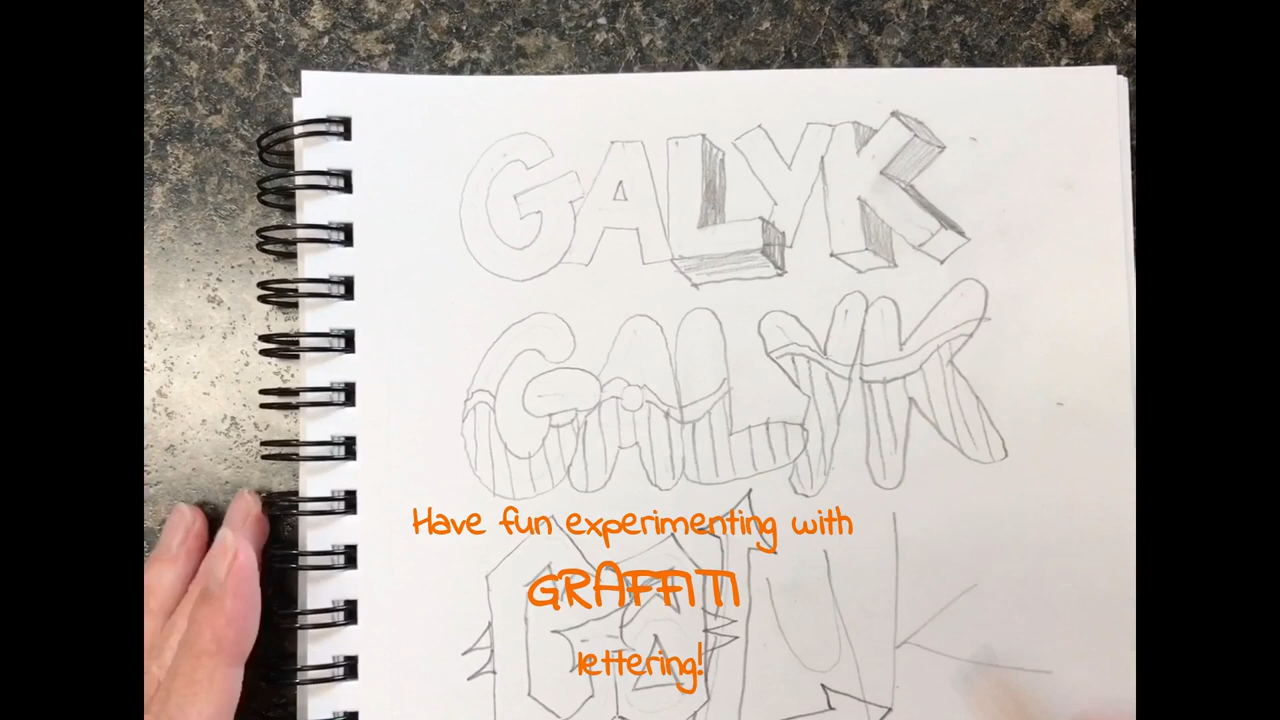 GALYK
GALYK
Have fun experimenting with
GRAFFITI
lettering!